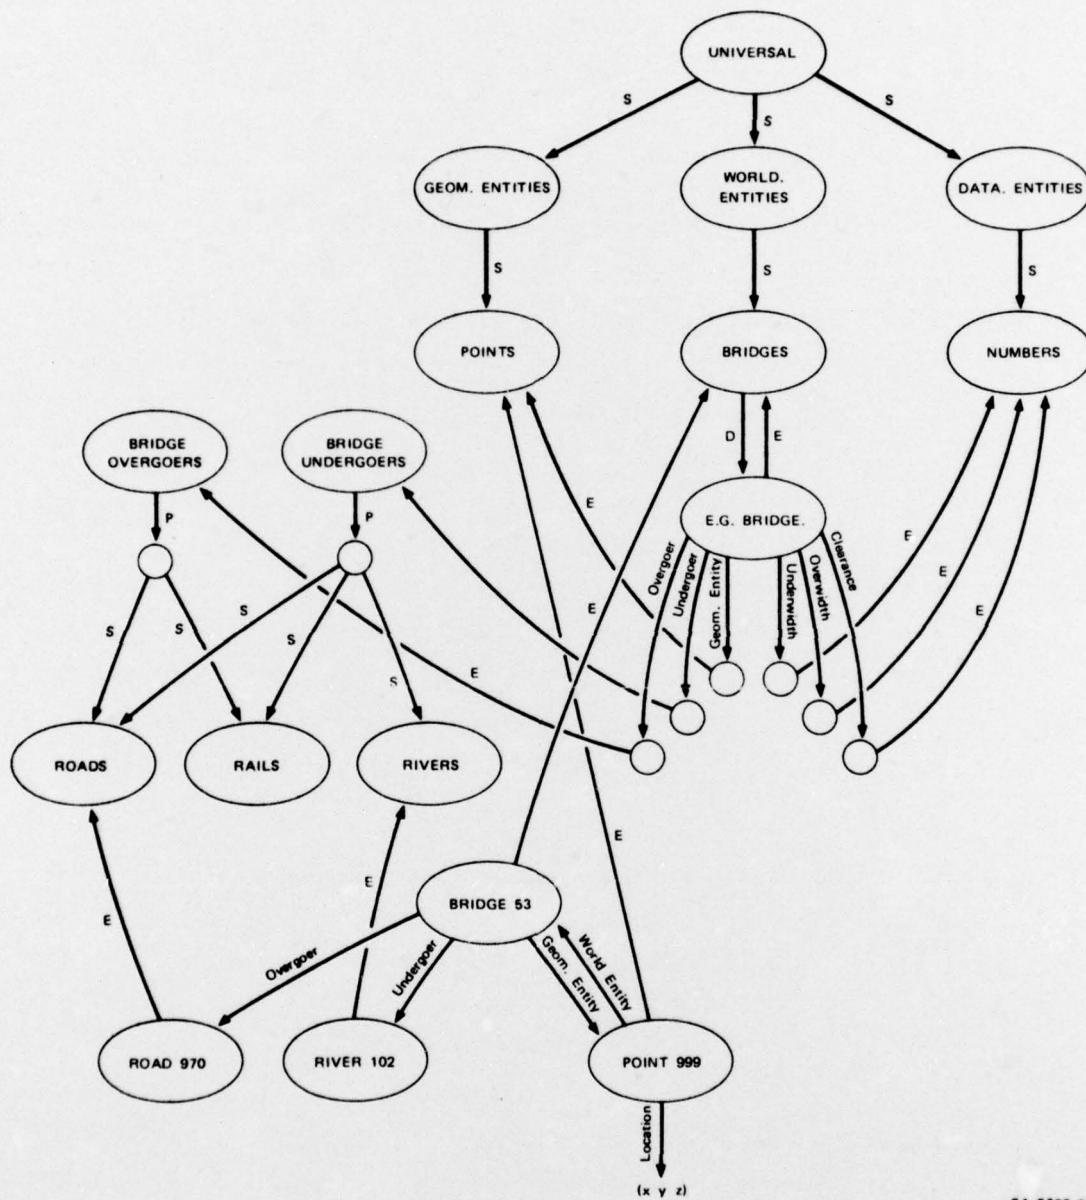 UNIVERSAL
S
S
S
GEOM. ENTITIES
WORLD.
ENTITIES
DATA. ENTITIES
S
S
S
POINTS
BRIDGES
NUMBERS
BRIDGE
OVERGOERS
BRIDGE
UNDERGOERS
D
E
P
P
E
E.G. BRIDGE.
Overgoer
Undergoer
Geom. Entity
Underwidth
Overwidth
Clearance
E
E
E
E
S
S
S
S
S
E
ROADS
RAILS
RIVERS
E
E
E
BRIDGE 53
Overgoer
Undergoer
Geom. Entity
World Entity
ROAD 970
RIVER 102
POINT 999
Location
(x y z)